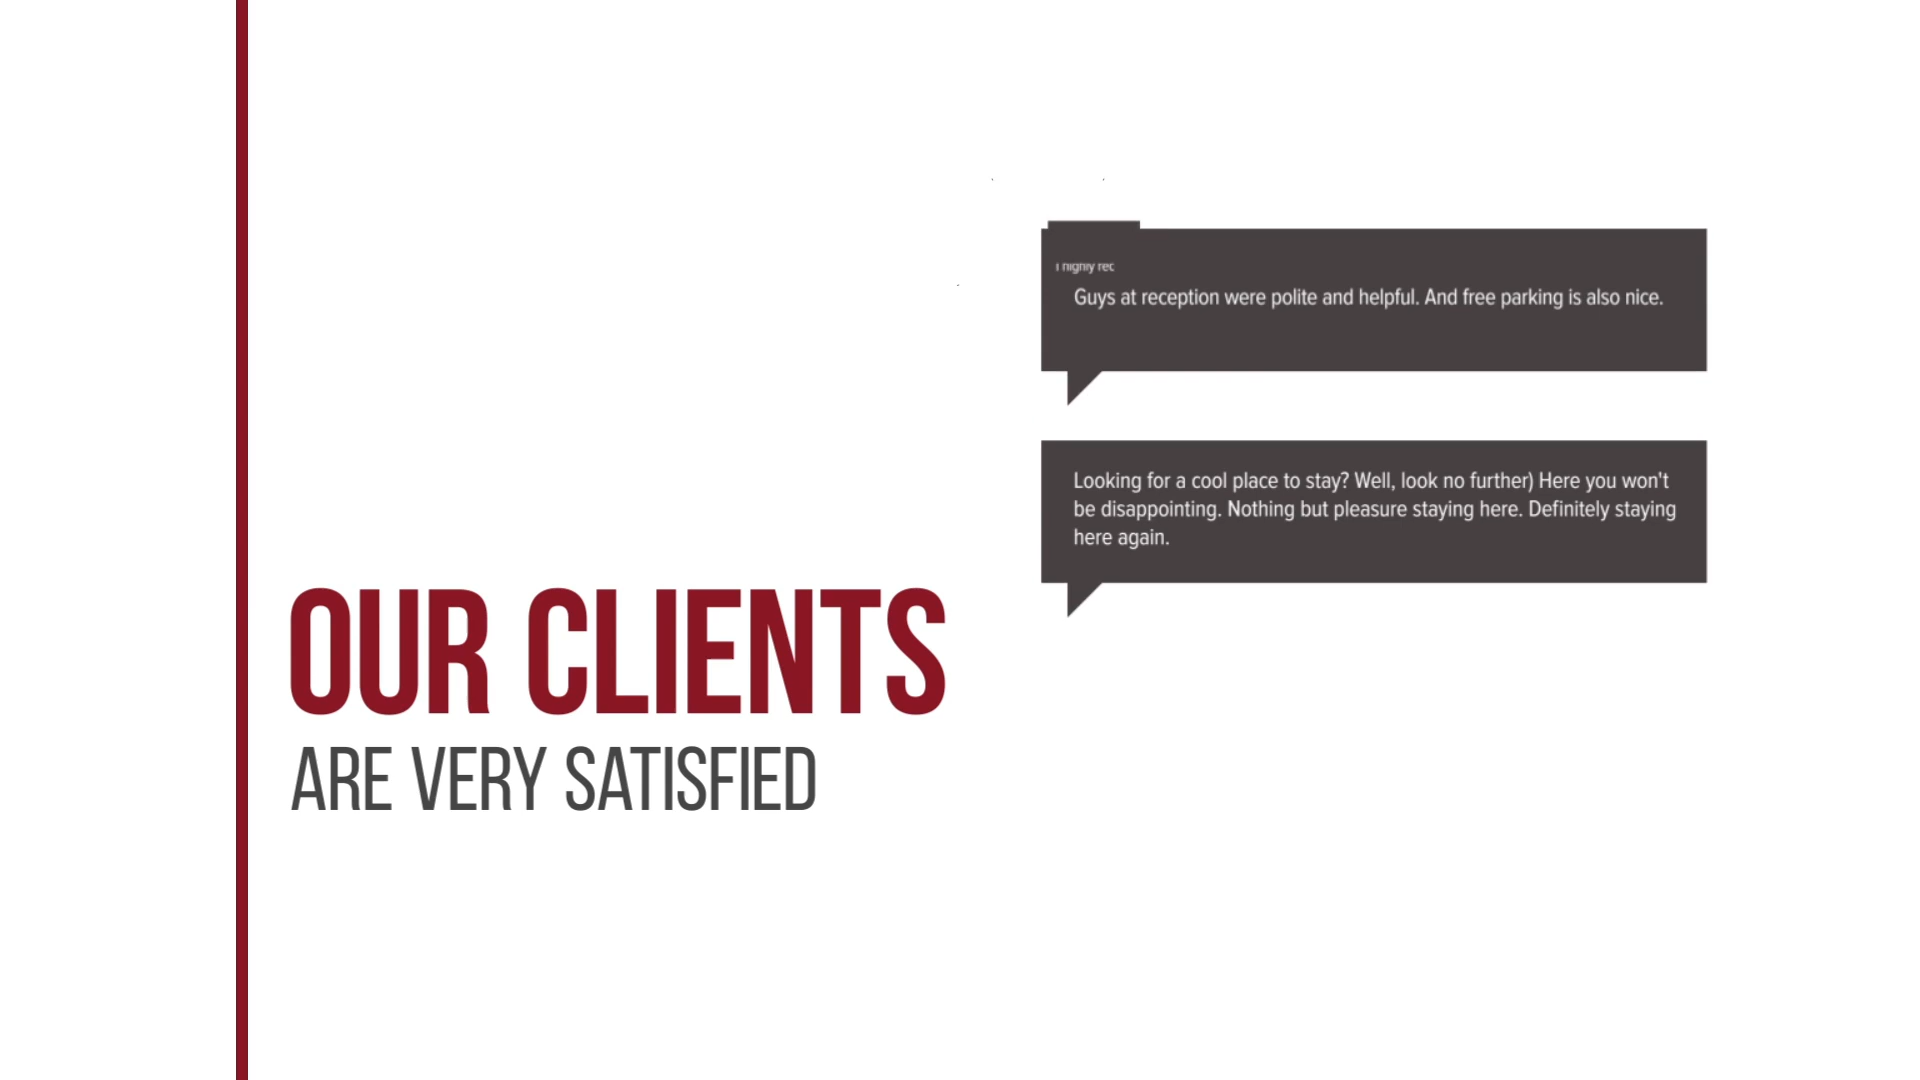 Guys at reception were polite and helpful. And free parking is also nice.
Looking for a cool place to stay? Well, look no further) Here you won't
be disappointing. Nothing but pleasure staying here. Definitely staying
here again.
OUR CLIENTS
ARE VERY SATISFIED